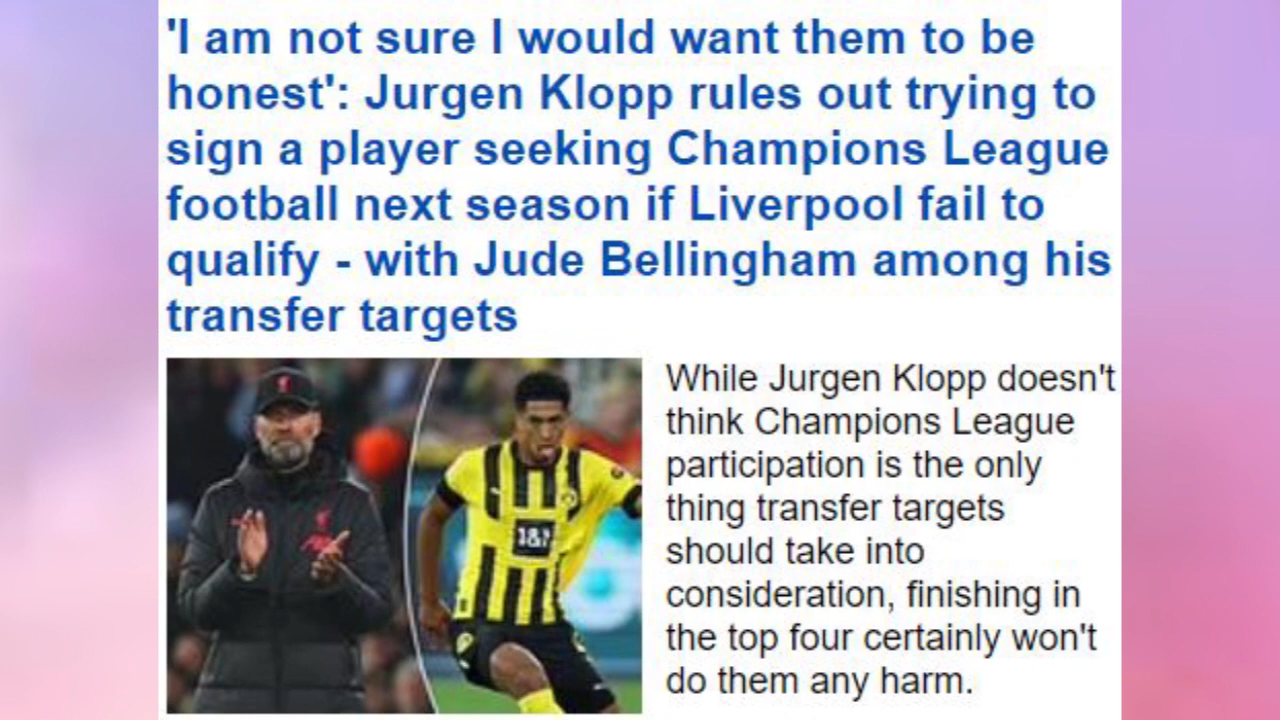 'I am not sure I would want them to be
honest': Jurgen Klopp rules out trying to
sign a player seeking Champions League
football next season if Liverpool fail to
qualify - with Jude Bellingham among his
transfer targets
While Jurgen Klopp doesn't
think Champions League
participation is the only
thing transfer targets
should take into
consideration, finishing in
the top four certainly won't
do them any harm.
1&1